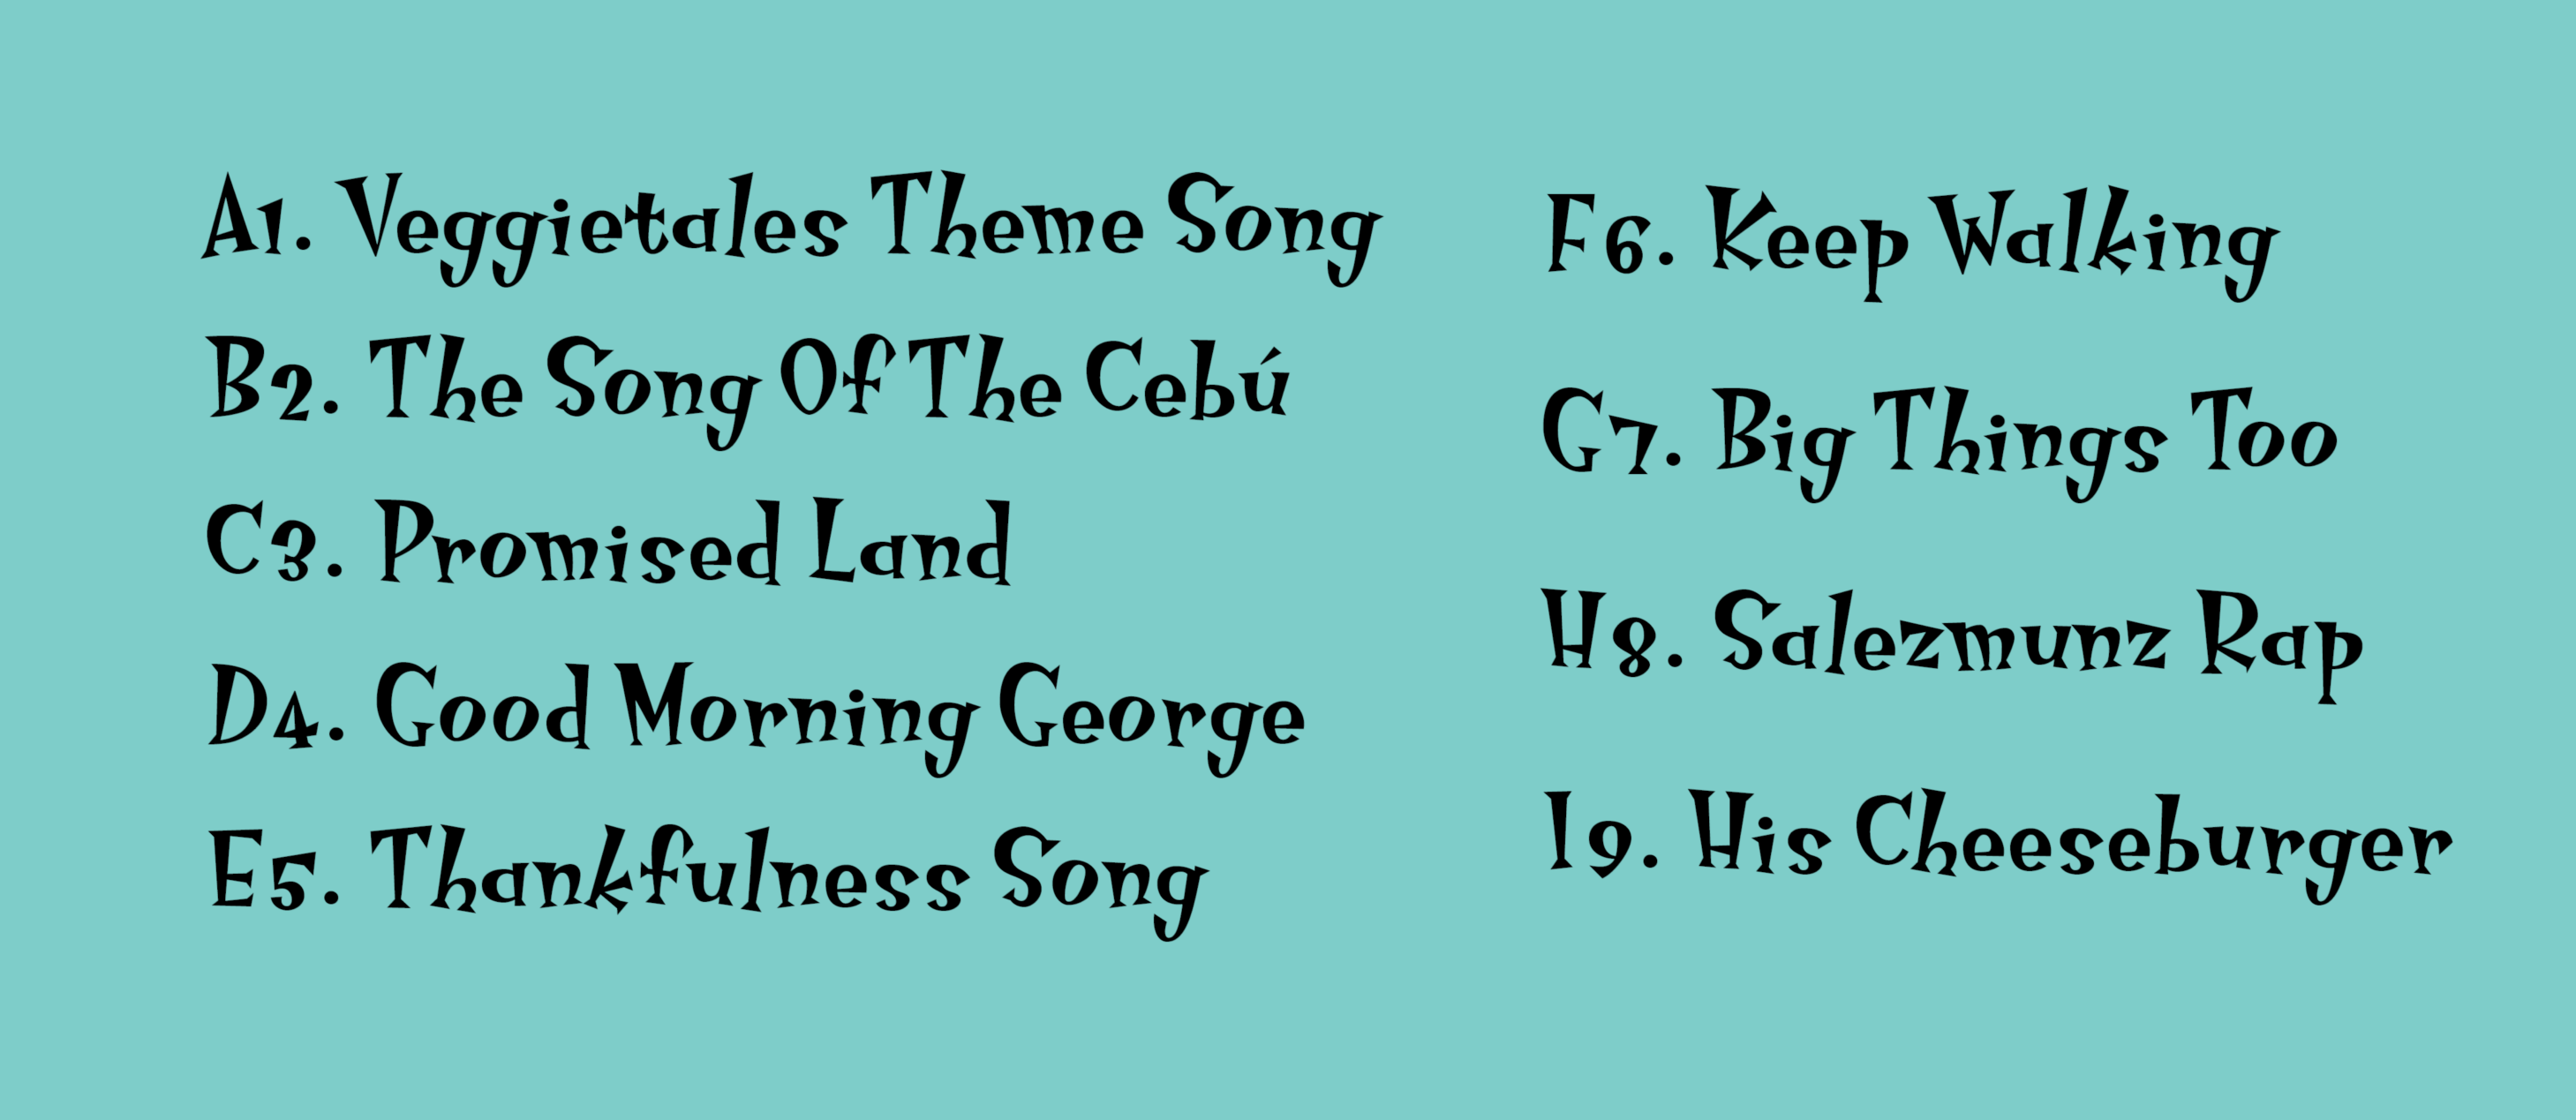 A1. Veggietales Theme Song
B2. The Song Of The Cebú
C3. Promised Land
D4. Good Morning George
E5. Thankfulness Song
F6. Keep Walking
G7. Big Things Too
H8. Salezmunz Rap
I9. His Cheeseburger